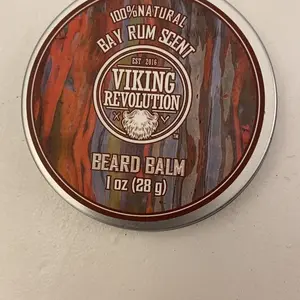 100% NATURAL
BAY RUM SCENT
EST 2016
VIKING
REVOLUTION
BEARD BALM
1 oz (28 g)